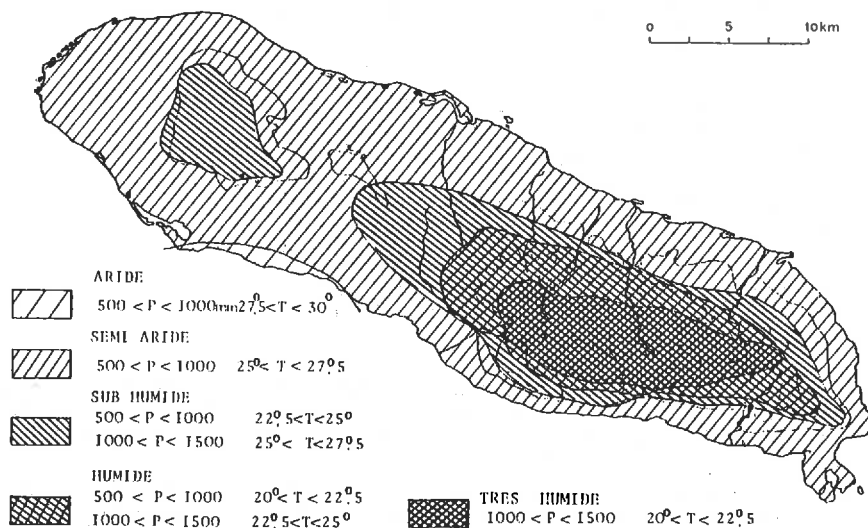 0 5 10km
ARIDE
500 < P < 1000mm 27°,5<T< 30°
SEMI ARIDE
500 < P < 1000 25°< T < 27°,5
SUB HUMIDE
500 < P < 1000 22°,5<T<25°
1000 < P < 1500 25°< T<27°,5
HUMIDE
500 < P < 1000 20°< T < 22°,5
1000 < P < 1500 22°,5<T<25°
TRES HUMIDE
1000 < P < 1500 20°< T < 22°,5